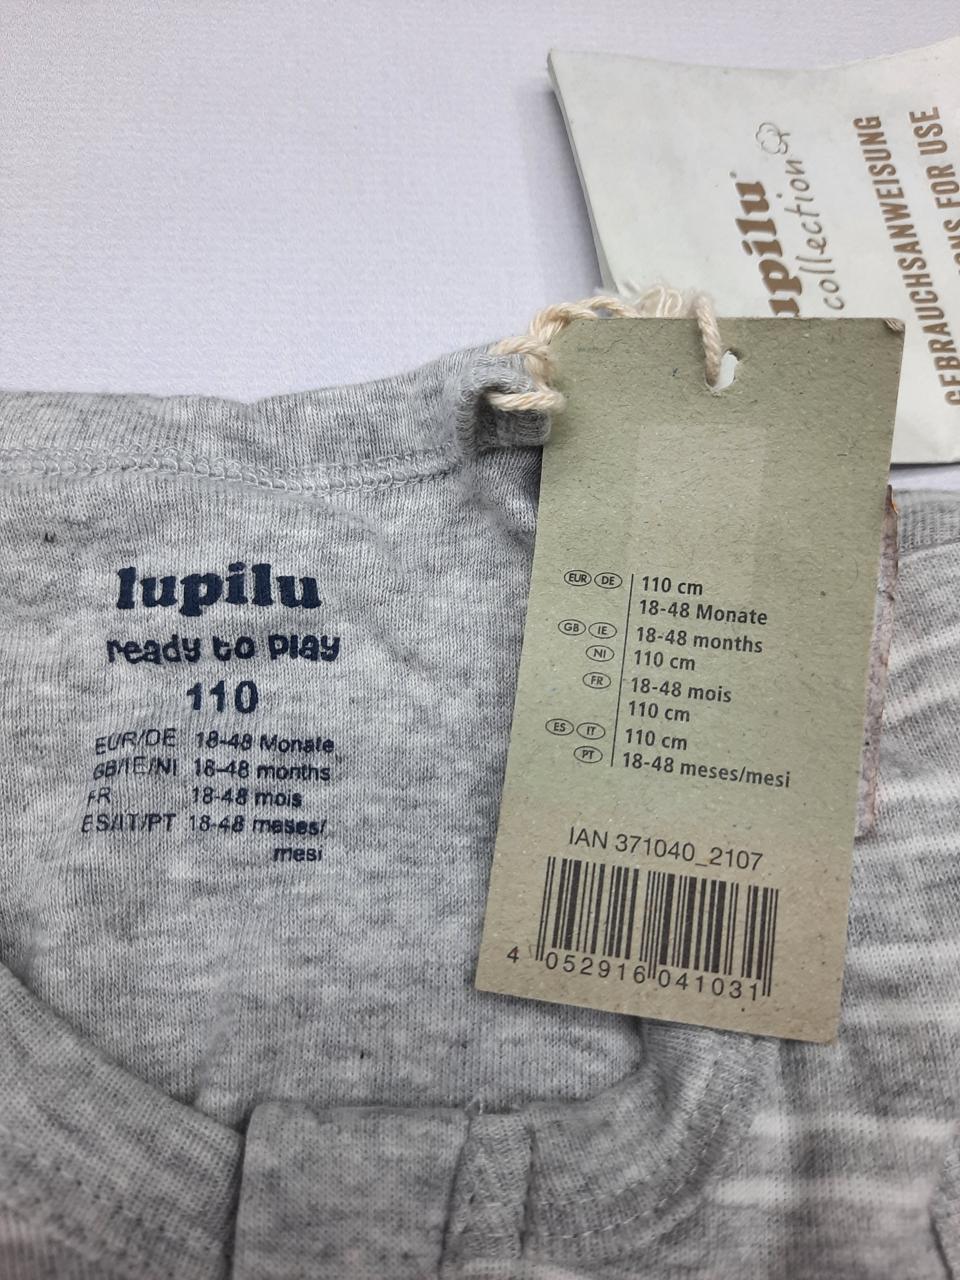 lupilu
collection
GEBRAUCHSANWEISUNG
FOR USE
lupilu
ready to play
110
EUR/DE 18-48 Monate
GB/IE/NI 18-48 months
FR 18-48 mois
ES/IT/PT 18-48 meses/
mesi
EUR DE 110 cm
18-48 Monate
GB IE 18-48 months
NI 110 cm
FR 18-48 mois
110 cm
ES IT 110 cm
PT 18-48 meses/mesi
IAN 371040_2107
4 052916 041031